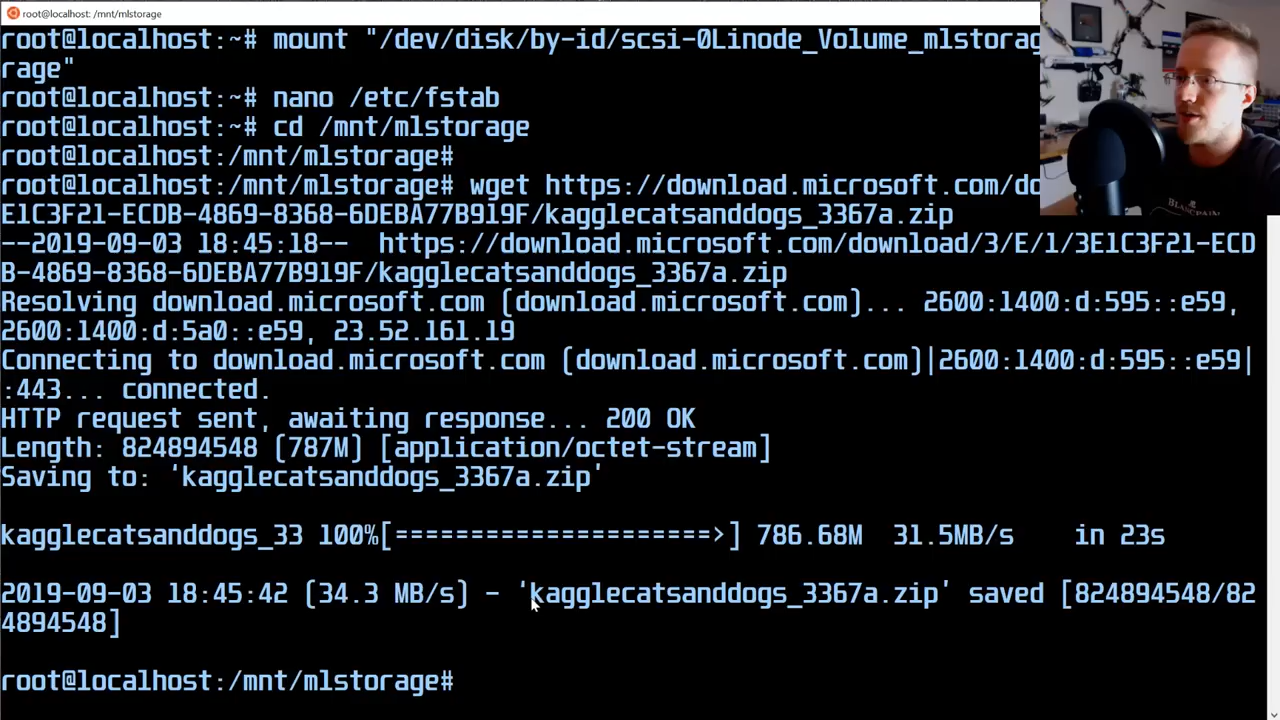 root@localhost: /mnt/mlstorage
root@localhost:~# mount "/dev/disk/by-id/scsi-0Linode_Volume_mlstorag
rage"
root@localhost:~# nano /etc/fstab
root@localhost:~# cd /mnt/mlstorage
root@localhost:/mnt/mlstorage#
root@localhost:/mnt/mlstorage# wget https://download.microsoft.com/do
E1C3F21-ECDB-4869-8368-6DEBA77B919F/kagglecatsanddogs_3367a.zip
--2019-09-03 18:45:18--  https://download.microsoft.com/download/3/E/1/3E1C3F21-ECD
B-4869-8368-6DEBA77B919F/kagglecatsanddogs_3367a.zip
Resolving download.microsoft.com (download.microsoft.com)... 2600:1400:d:595::e59,
2600:1400:d:5a0::e59, 23.52.161.19
Connecting to download.microsoft.com (download.microsoft.com)|2600:1400:d:595::e59|
:443... connected.
HTTP request sent, awaiting response... 200 OK
Length: 824894548 (787M) [application/octet-stream]
Saving to: ‘kagglecatsanddogs_3367a.zip’
kagglecatsanddogs_33 100%[=====================>] 786.68M  31.5MB/s    in 23s
2019-09-03 18:45:42 (34.3 MB/s) - ‘kagglecatsanddogs_3367a.zip’ saved [824894548/82
4894548]
root@localhost:/mnt/mlstorage#
BLANCPAIN